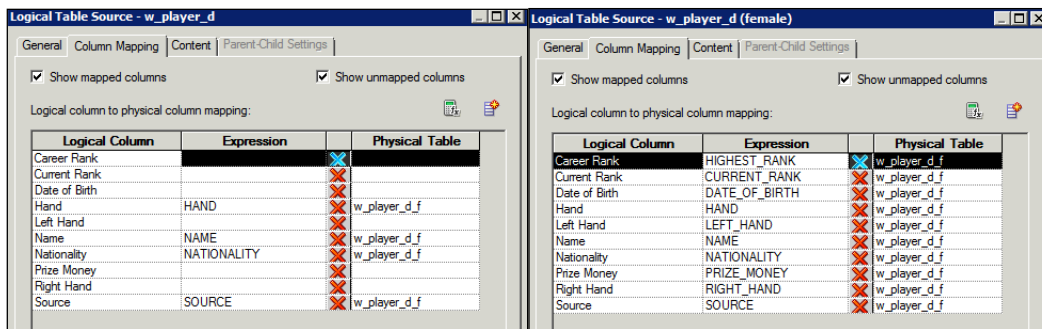 Logical Table Source - w_player_d
General Column Mapping Content Parent-Child Settings
Show mapped columns Show unmapped columns
Logical column to physical column mapping:
Logical Column Expression Physical Table
Career Rank
Current Rank
Date of Birth
Hand HAND w_player_d_f
Left Hand
Name NAME w_player_d_f
Nationality NATIONALITY w_player_d_f
Prize Money
Right Hand
Source SOURCE w_player_d_f
Logical Table Source - w_player_d (female)
General Column Mapping Content Parent-Child Settings
Show mapped columns Show unmapped columns
Logical column to physical column mapping:
Logical Column Expression Physical Table
Career Rank HIGHEST_RANK w_player_d_f
Current Rank CURRENT_RANK w_player_d_f
Date of Birth DATE_OF_BIRTH w_player_d_f
Hand HAND w_player_d_f
Left Hand LEFT_HAND w_player_d_f
Name NAME w_player_d_f
Nationality NATIONALITY w_player_d_f
Prize Money PRIZE_MONEY w_player_d_f
Right Hand RIGHT_HAND w_player_d_f
Source SOURCE w_player_d_f